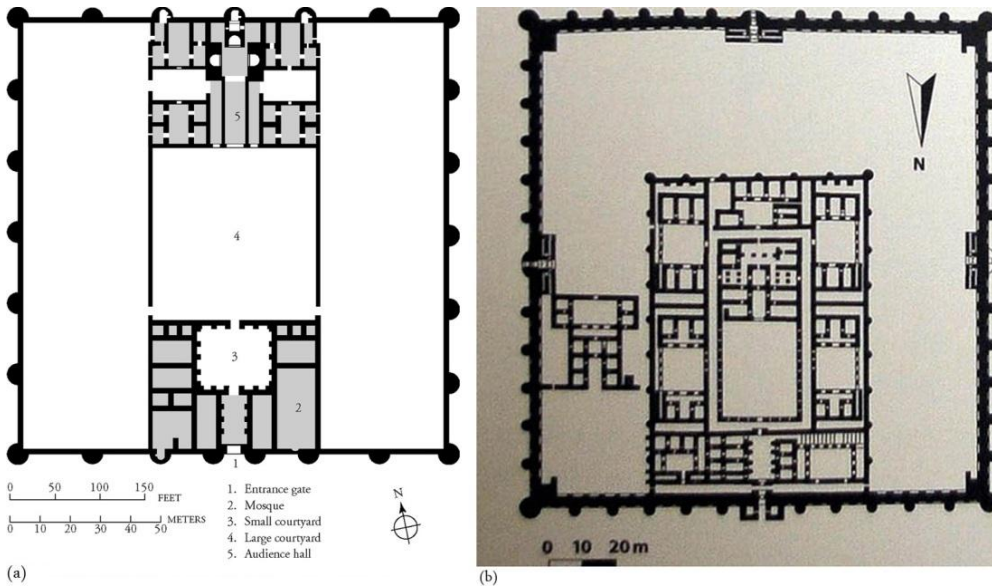 5
4
3
2
1
0 50 100 150 FEET
0 10 20 30 40 50 METERS
1. Entrance gate
2. Mosque
3. Small courtyard
4. Large courtyard
5. Audience hall
N
(a)
N
0 10 20 m
(b)